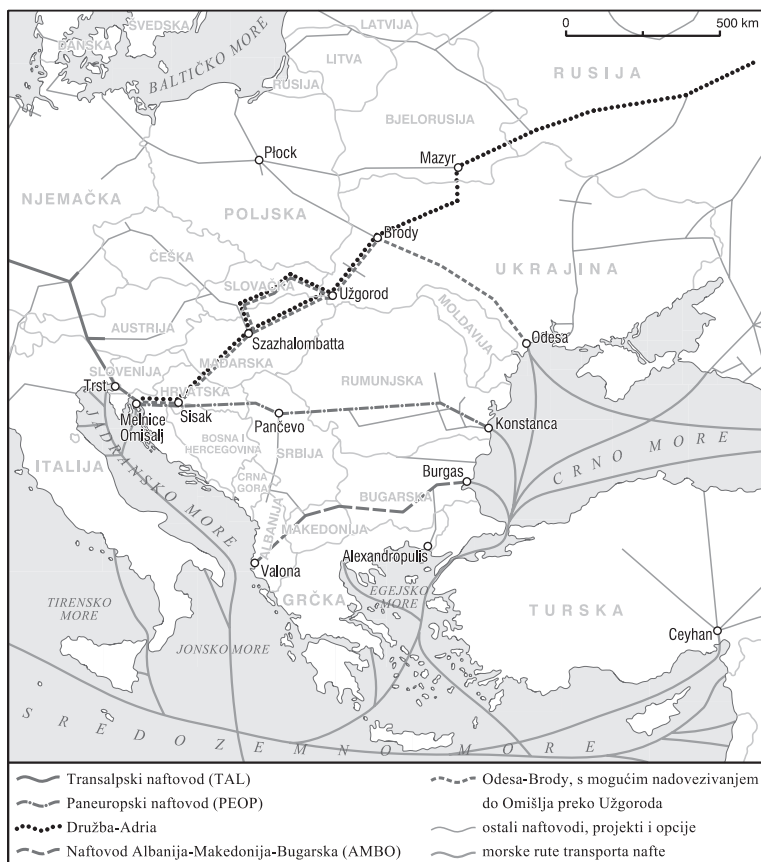 SVEDSKA
LATVIJA
0
500 km
DANSKA
BALTIČKO MORE
LITVA
RUSIJA
RUSIJA
BJELORUSIJA
Płock
Mazyr
NJEMAČKA
POLJSKA
Brody
ČEŠKA
UKRAJINA
SLOVAČKA
Užgorod
MOLDAVIJA
AUSTRIJA
Szazhalombatta
Odesa
MAĐARSKA
SLOVENIJA
Trst
HRVATSKA
RUMUNJSKA
Melnice
Omišalj
Sisak
Pančevo
Konstanca
JADRANSKO MORE
BOSNA I
HERCEGOVINA
SRBIJA
ITALIJA
CRNO MORE
CRNA
GORA
Burgas
BUGARSKA
ALBANIJA
MAKEDONIJA
Alexandropulis
Valona
GRČKA
EGEJSKO
MORE
TIRENSKO
MORE
TURSKA
Ceyhan
JONSKO MORE
SREDOZEMNO MORE
Transalpski naftovod (TAL)
Paneuropski naftovod (PEOP)
Družba-Adria
Naftovod Albanija-Makedonija-Bugarska (AMBO)
Odesa-Brody, s mogućim nadovezivanjem
do Omišlja preko Užgoroda
ostali naftovodi, projekti i opcije
morske rute transporta nafte